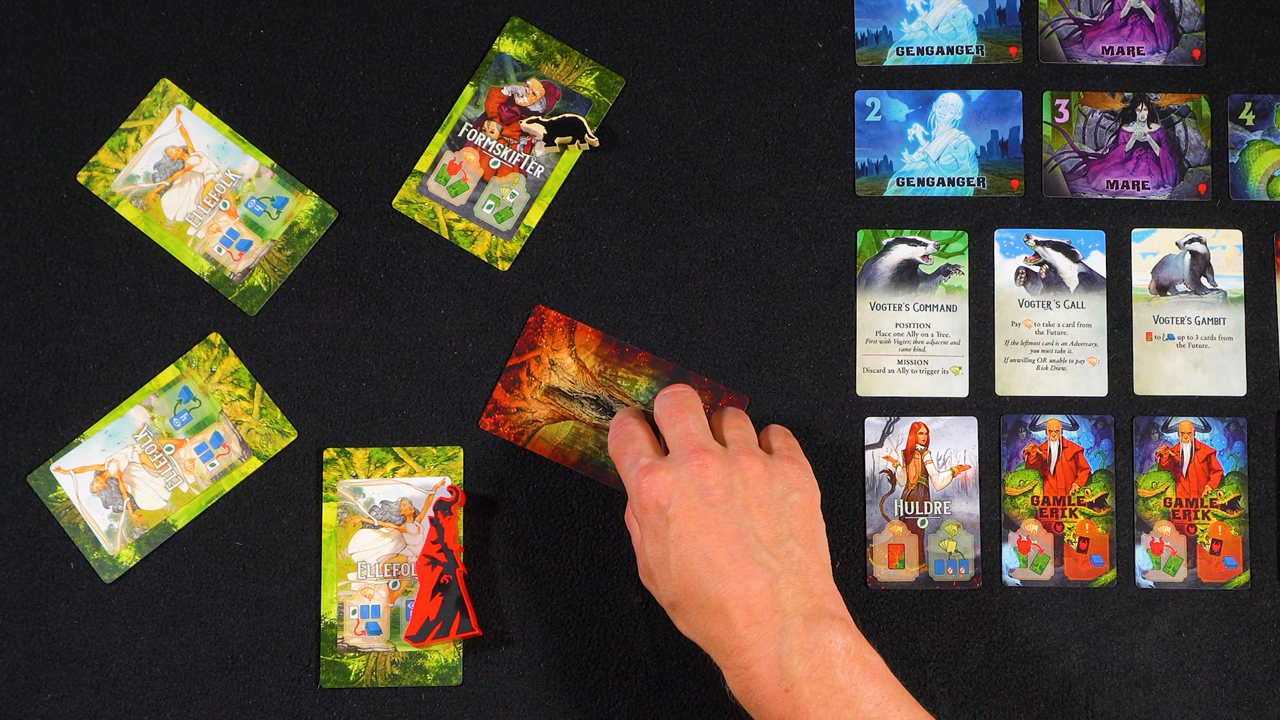 GENGANGER
MARE
2
GENGANGER
3
MARE
4
ELLEFOLK
FORMSKIFTER
VOGTER'S COMMAND
POSITION
Place one Ally on a Tree.
First with Vogter; then adjacent and
same kind.
MISSION
Discard an Ally to trigger its
VOGTER'S CALL
Pay to take a card from
the Future.
If the leftmost card is an Adversary,
you must take it.
If unwilling OR unable to pay
Risk Draw.
VOGTER'S GAMBIT
to up to 3 cards from
the Future.
ELLEFOLK
ELLEFOL
HULDRE
GAMLE
ERIK
GAMLE
ERIK